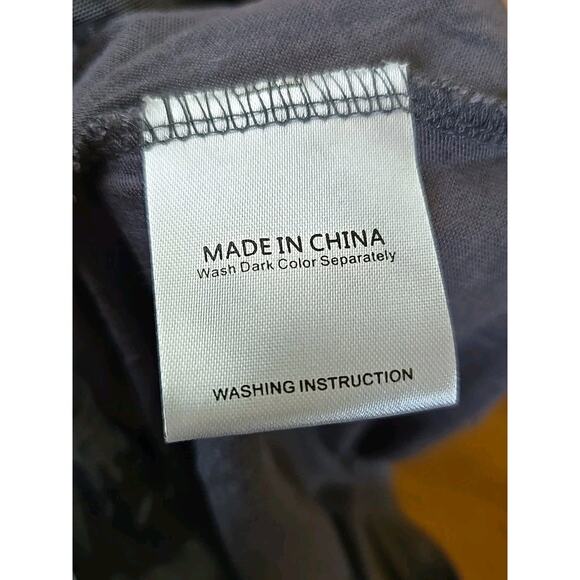 MADE IN CHINA
Wash Dark Color Separately
WASHING INSTRUCTION